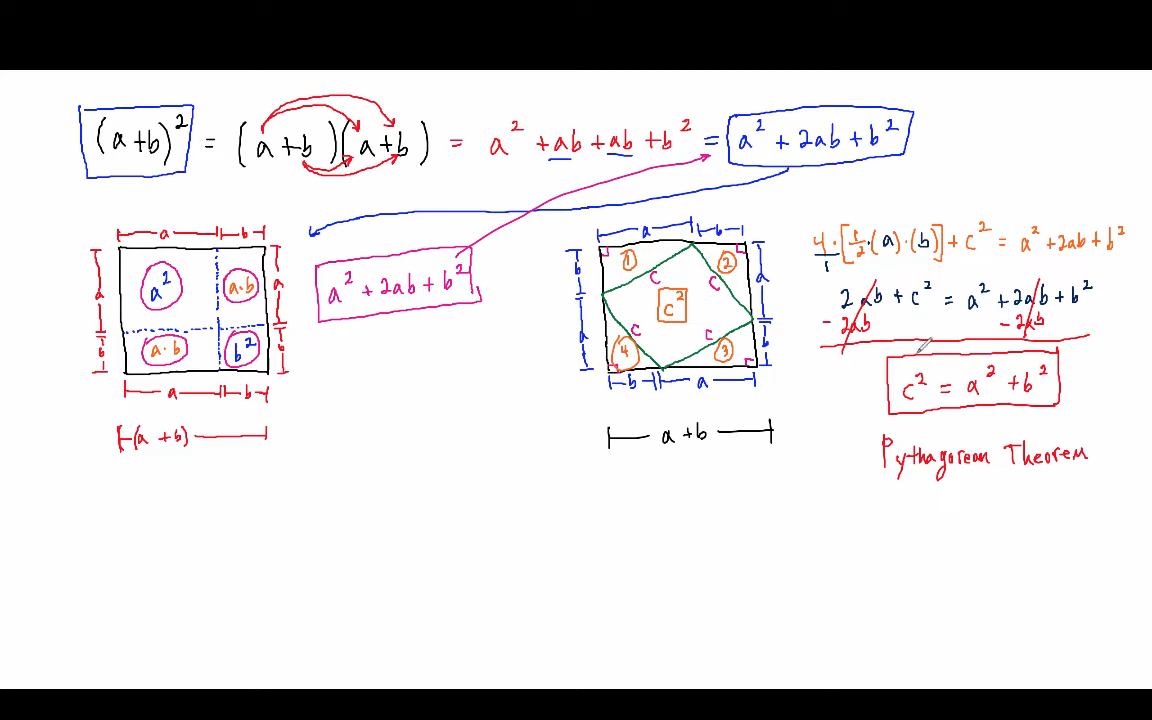 (a+b)² = (a+b)(a+b) = a² + ab + ab + b² = a² + 2ab + b²
a b
a b
a² a·b
a·b b²
a b
a b
(a + b)
a² + 2ab + b²
a b
b a
1 2
c c
c²
c c
4 3
a b
b a
a + b
4/1 · [1/2 · (a) · (b)] + c² = a² + 2ab + b²
2ab + c² = a² + 2ab + b²
- 2ab - 2ab
c² = a² + b²
Pythagorean Theorem